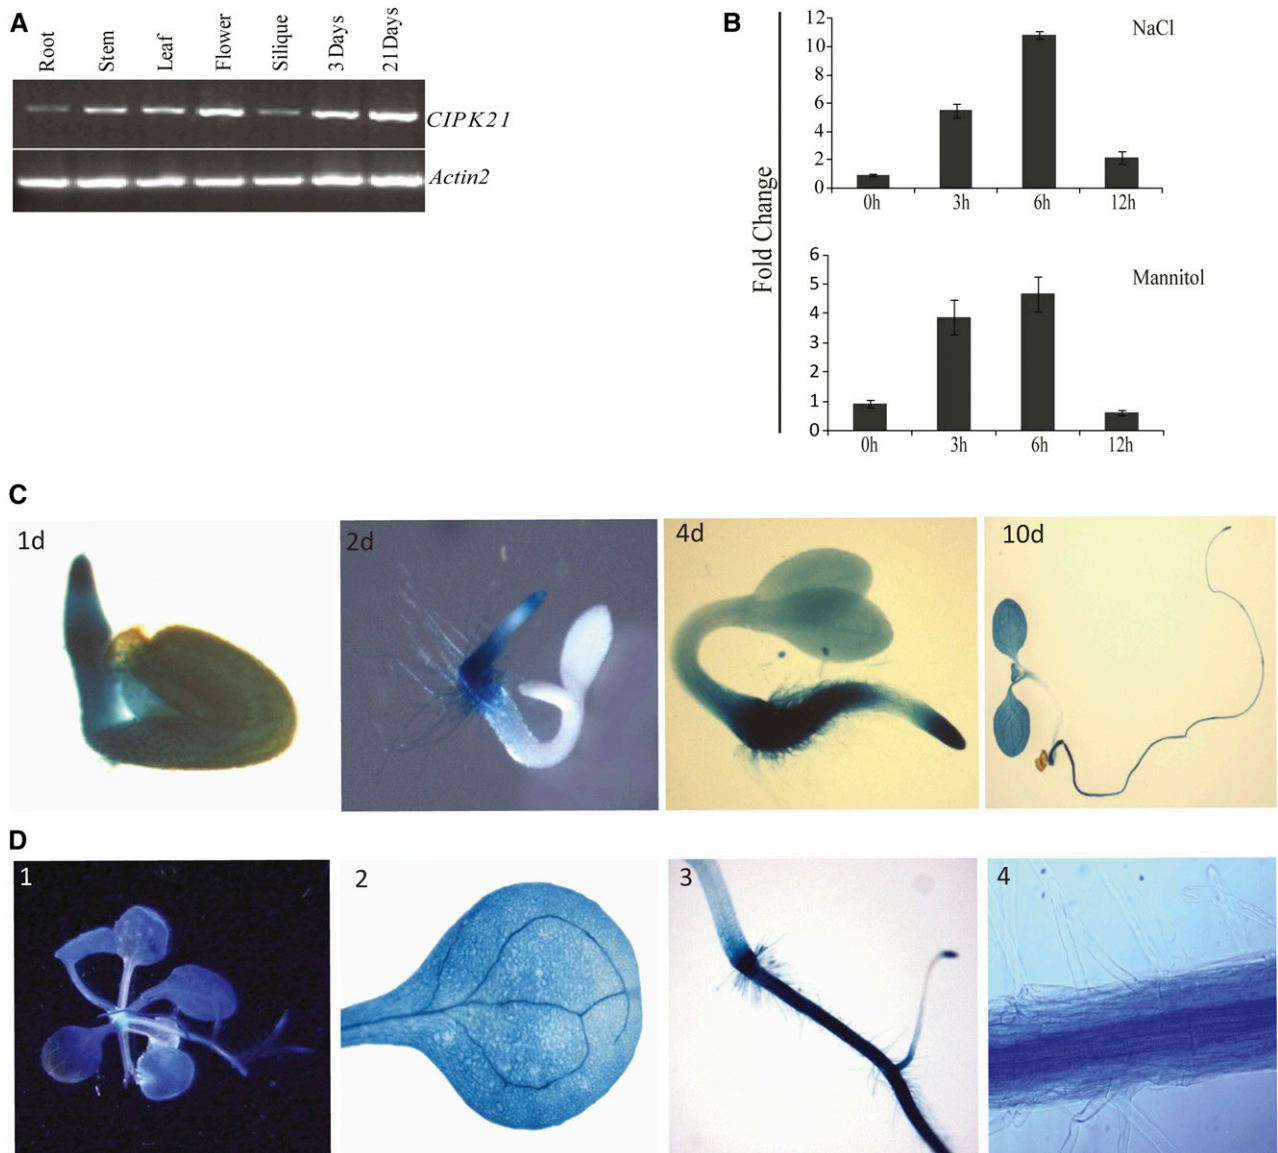 A
Root
Stem
Leaf
Flower
Silique
3 Days
21 Days
CIPK21
Actin2
B
Fold Change
NaCl
12
10
8
6
4
2
0
0h 3h 6h 12h
Mannitol
6
5
4
3
2
1
0
0h 3h 6h 12h
C
1d
2d
4d
10d
D
1
2
3
4